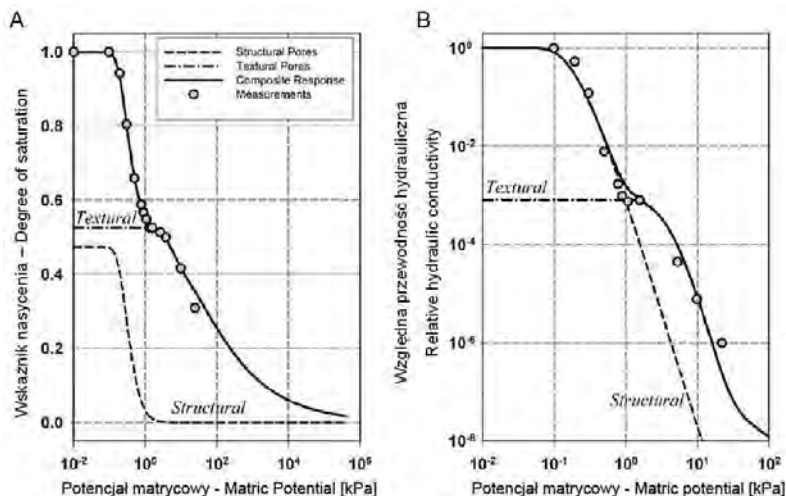 A
Wskaźnik nasycenia – Degree of saturation
1.0
0.8
0.6
0.4
0.2
0.0
Structural Pores
Textural Pores
Composite Response
Measurements
Textural
Structural
10⁻² 10⁰ 10² 10⁴ 10⁶
Potencjał matrycowy - Matric Potential [kPa]
B
Względna przewodność hydrauliczna
Relative hydraulic conductivity
10⁰
10⁻²
10⁻⁴
10⁻⁶
10⁻⁸
Textural
Structural
10⁻² 10⁻¹ 10⁰ 10¹ 10²
Potencjał matrycowy - Matric potential [kPa]